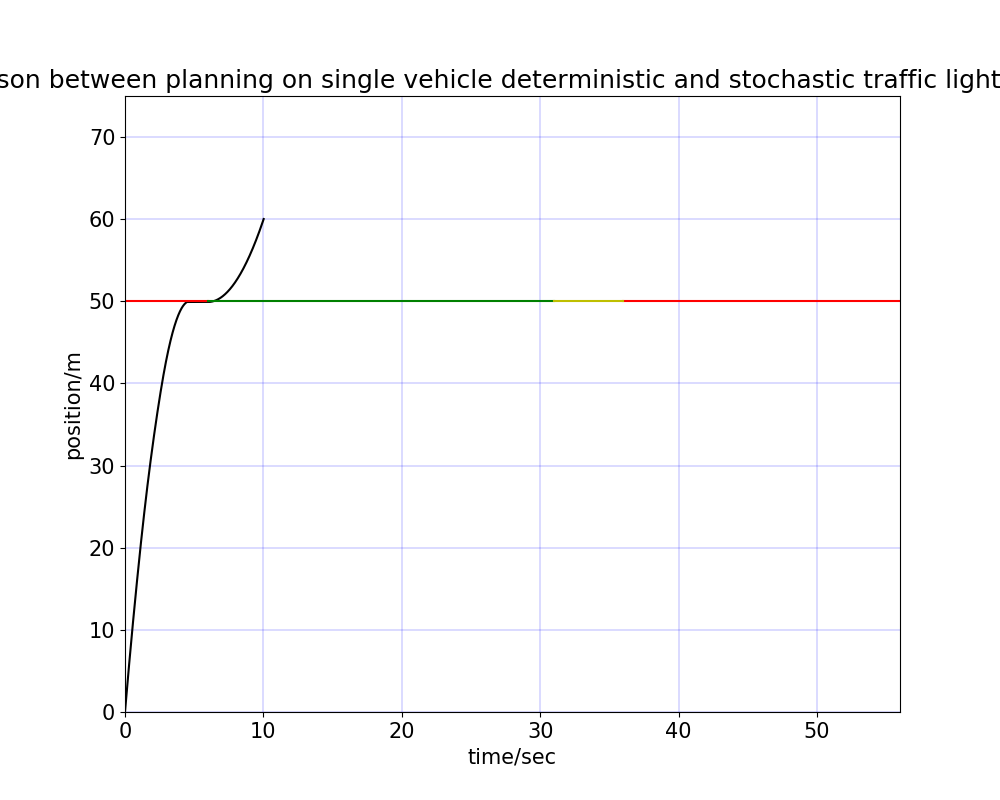 son between planning on single vehicle deterministic and stochastic traffic light
70
60
50
40
30
20
10
0
position/m
0 10 20 30 40 50
time/sec